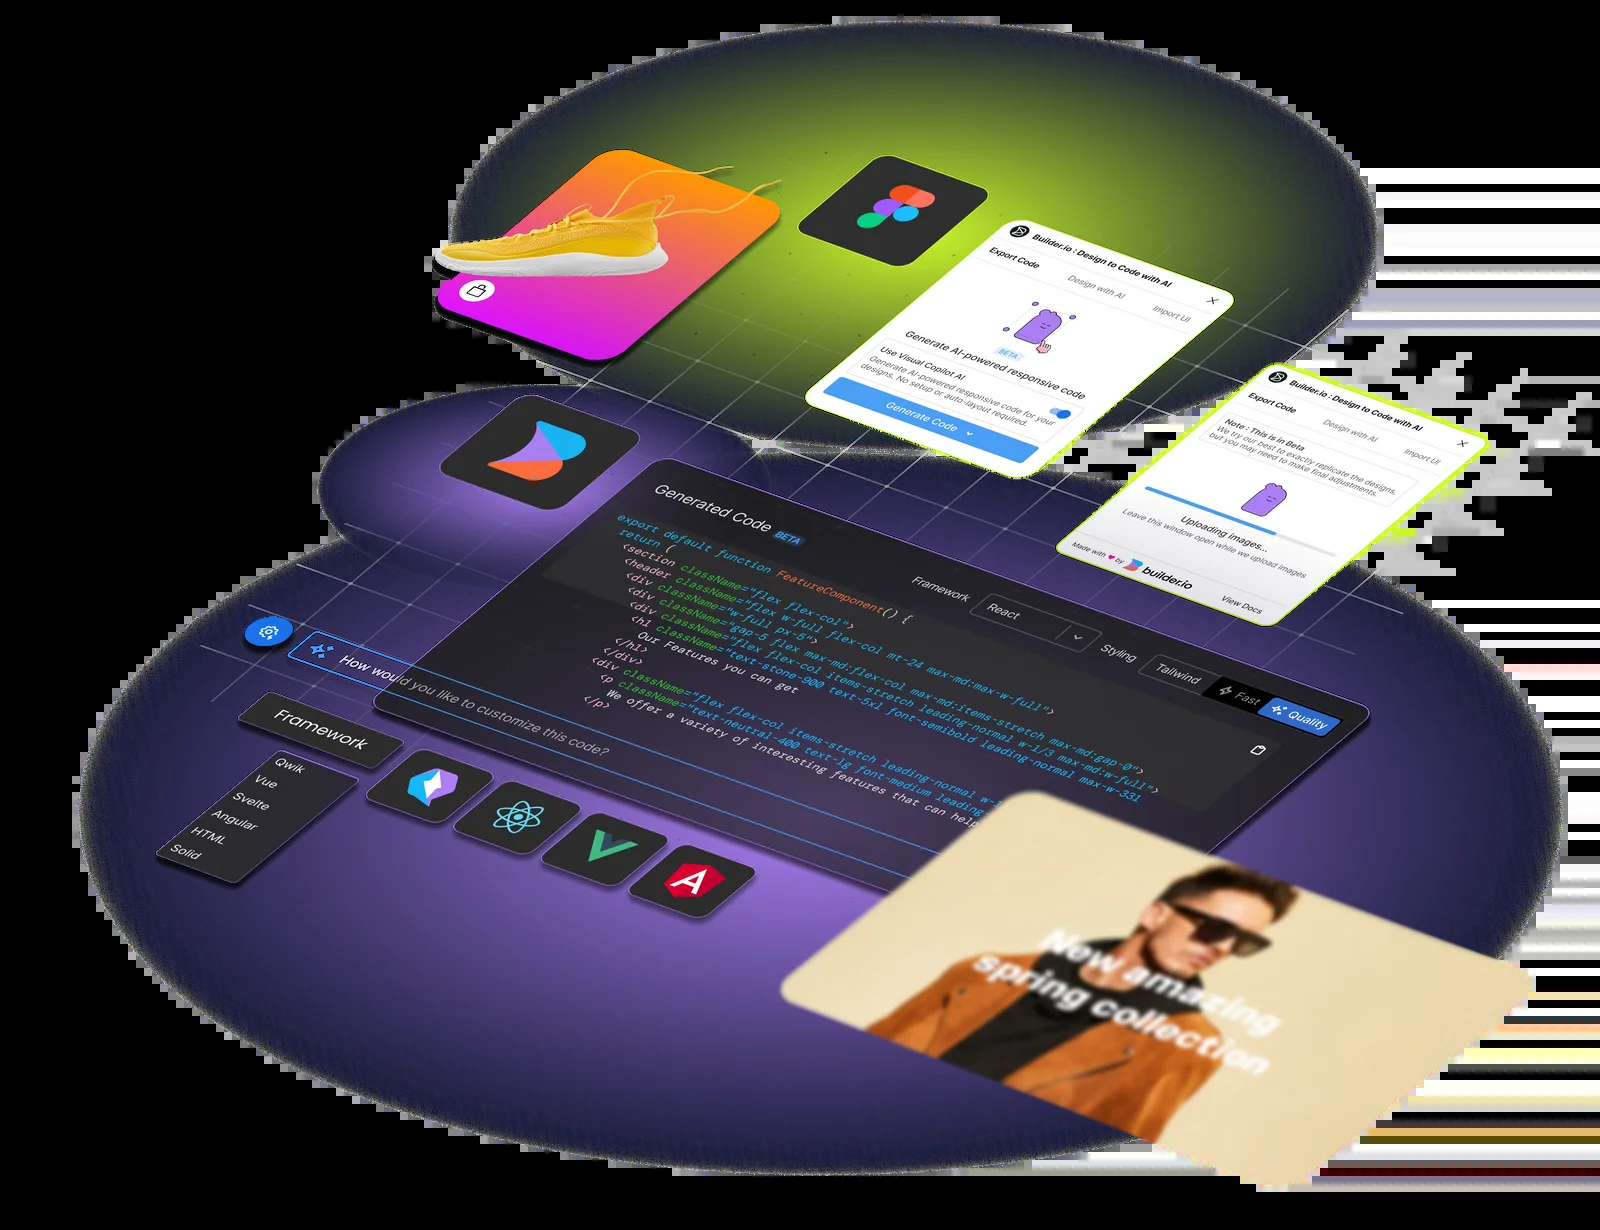 Builder.io : Design to Code with AI
Export Code
Design with AI
Import UI
Generate AI-powered responsive code
BETA
Use Visual Copilot AI
Generate AI-powered responsive code for your
designs. No setup or auto-layout required.
Generate Code
Builder.io : Design to Code with AI
Export Code
Design with AI
Import UI
Note : This is in Beta
We try our best to exactly replicate the designs,
but you may need to make final adjustments.
Uploading images...
Leave this window open while we upload images
Made with ♥ by
builder.io
View Docs
Generated Code BETA
Framework
React
Styling
Tailwind
Fast
Quality
export default function FeatureComponent() {
return (
<section className="flex flex-col">
<header className="flex w-full flex-col mt-24 max-md:max-w-full">
<div className="w-full px-5">
<div className="gap-5 flex max-md:flex-col max-md:items-stretch max-md:gap-0">
<div className="flex flex-col items-stretch leading-normal w-1/3 max-md:w-full">
<h1 className="text-stone-900 text-5xl font-semibold leading-normal max-w-331
Our Features you can get
</h1>
</div>
<div className="flex flex-col items-stretch leading-normal w-1
<p className="text-neutral-400 text-lg font-medium leading-
We offer a variety of interesting features that can help
</p>
How would you like to customize this code?
Framework
Qwik
Vue
Svelte
Angular
HTML
Solid
New amazing
spring collection